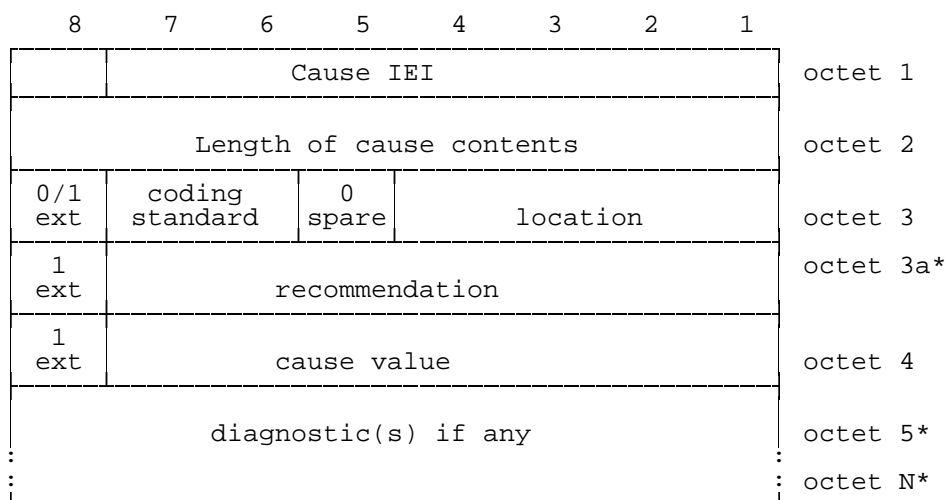 8 7 6 5 4 3 2 1
Cause IEI octet 1
Length of cause contents octet 2
0/1 coding 0
ext standard spare location octet 3
1 octet 3a*
ext recommendation
1
ext cause value octet 4
diagnostic(s) if any octet 5*
: :
: : octet N*